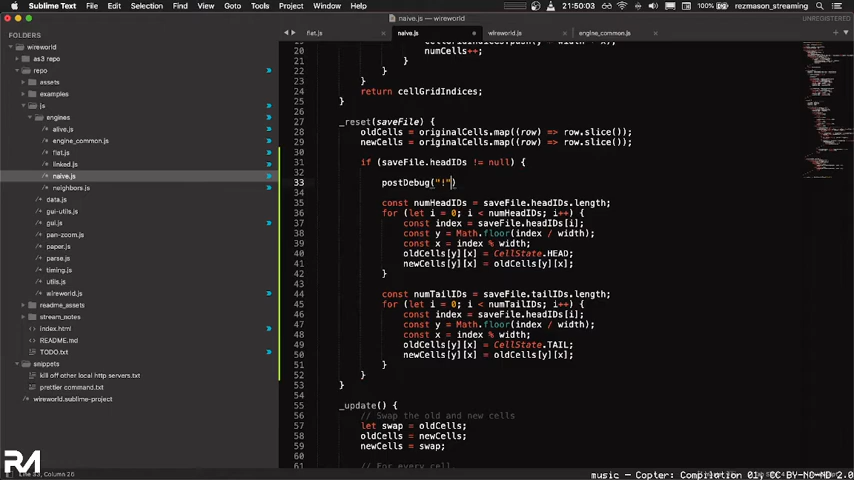 Sublime Text File Edit Selection Find View Goto Tools Project Window Help 100% 21:50:03 rezmason_streaming
naive.js — wireworld
UNREGISTERED
FOLDERS
flat.js
naive.js
wireworld.js
engine_common.js
wireworld
as3 repo
repo
assets
examples
js
engines
alive.js
engine_common.js
flat.js
linked.js
naive.js
neighbors.js
data.js
gui-utils.js
gui.js
pan-zoom.js
paper.js
parse.js
timing.js
utils.js
wireworld.js
readme_assets
stream_notes
index.html
README.md
TODO.txt
snippets
kill off other local http servers.txt
prettier command.txt
wireworld.sublime-project
20 numCells++;
21 }
22 }
23 }
24 return cellGridIndices;
25 }
26
27 _reset(saveFile) {
28 oldCells = originalCells.map((row) => row.slice());
29 newCells = originalCells.map((row) => row.slice());
30
31 if (saveFile.headIDs != null) {
32
33 postDebug("!")
34
35 const numHeadIDs = saveFile.headIDs.length;
36 for (let i = 0; i < numHeadIDs; i++) {
37 const index = saveFile.headIDs[i];
38 const y = Math.floor(index / width);
39 const x = index % width;
40 oldCells[y][x] = CellState.HEAD;
41 newCells[y][x] = oldCells[y][x];
42 }
43
44 const numTailIDs = saveFile.tailIDs.length;
45 for (let i = 0; i < numTailIDs; i++) {
46 const index = saveFile.headIDs[i];
47 const y = Math.floor(index / width);
48 const x = index % width;
49 oldCells[y][x] = CellState.TAIL;
50 newCells[y][x] = oldCells[y][x];
51 }
52 }
53 }
54
55 _update() {
56 // Swap the old and new cells
57 let swap = oldCells;
58 oldCells = newCells;
59 newCells = swap;
60
61 // For every cell,
RM
Line 33, Column 26
music - Copter: Compilation 01, CC BY-NC-ND 2.0